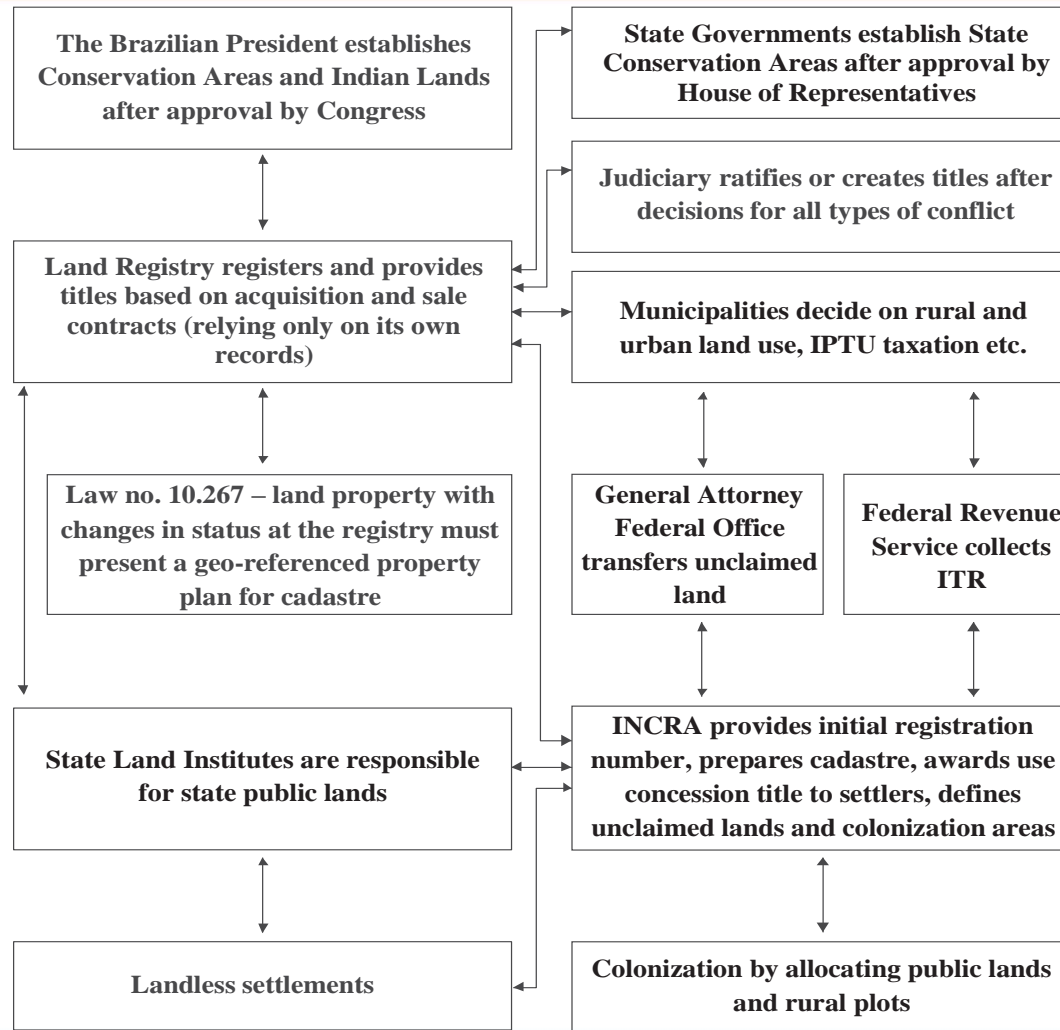 The Brazilian President establishes
Conservation Areas and Indian Lands
after approval by Congress
State Governments establish State
Conservation Areas after approval by
House of Representatives
Judiciary ratifies or creates titles after
decisions for all types of conflict
Land Registry registers and provides
titles based on acquisition and sale
contracts (relying only on its own
records)
Municipalities decide on rural and
urban land use, IPTU taxation etc.
Law no. 10.267 – land property with
changes in status at the registry must
present a geo-referenced property
plan for cadastre
General Attorney
Federal Office
transfers unclaimed
land
Federal Revenue
Service collects
ITR
State Land Institutes are responsible
for state public lands
INCRA provides initial registration
number, prepares cadastre, awards use
concession title to settlers, defines
unclaimed lands and colonization areas
Landless settlements
Colonization by allocating public lands
and rural plots